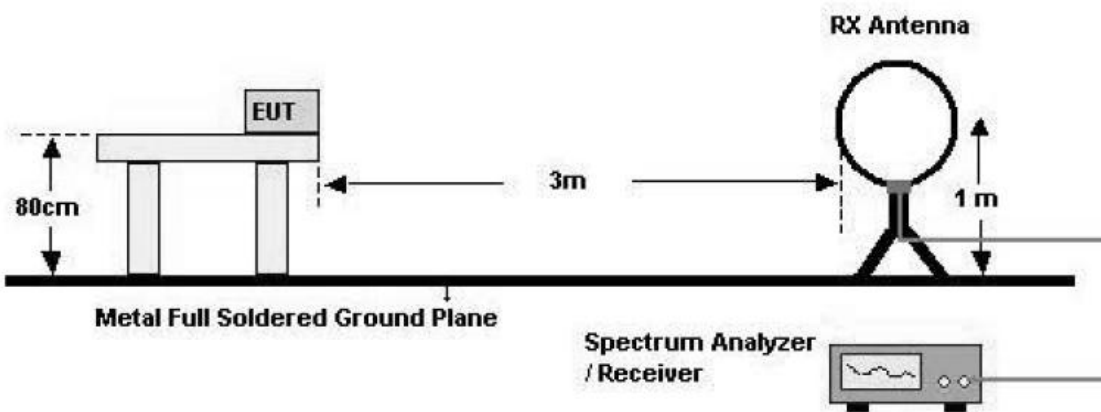 RX Antenna
EUT
3m
80cm
1 m
Metal Full Soldered Ground Plane
Spectrum Analyzer
/ Receiver